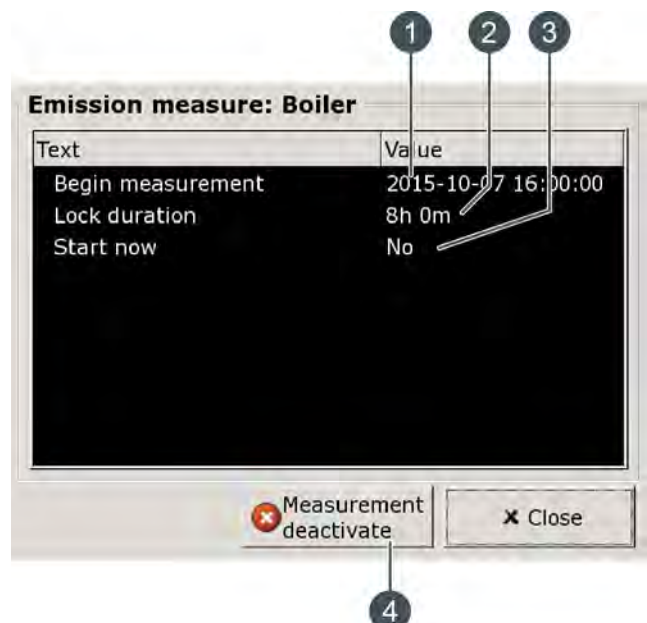 1 2 3
Emission measure: Boiler
Text Value
Begin measurement 2015-10-07 16:00:00
Lock duration 8h 0m
Start now No
Measurement
deactivate
Close
4